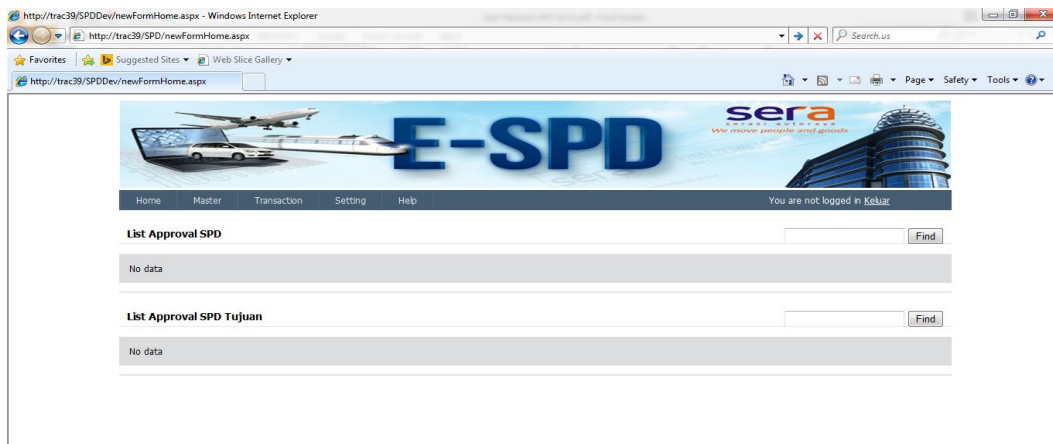 http://trac39/SPDDev/newFormHome.aspx - Windows Internet Explorer
http://trac39/SPD/newFormHome.aspx
Search.us
Favorites
Suggested Sites
Web Slice Gallery
http://trac39/SPDDev/newFormHome.aspx
Page
Safety
Tools
E-SPD
sera
serasi autoraya
We move people and goods
Home
Master
Transaction
Setting
Help
You are not logged in Keluar
List Approval SPD
Find
No data
List Approval SPD Tujuan
Find
No data